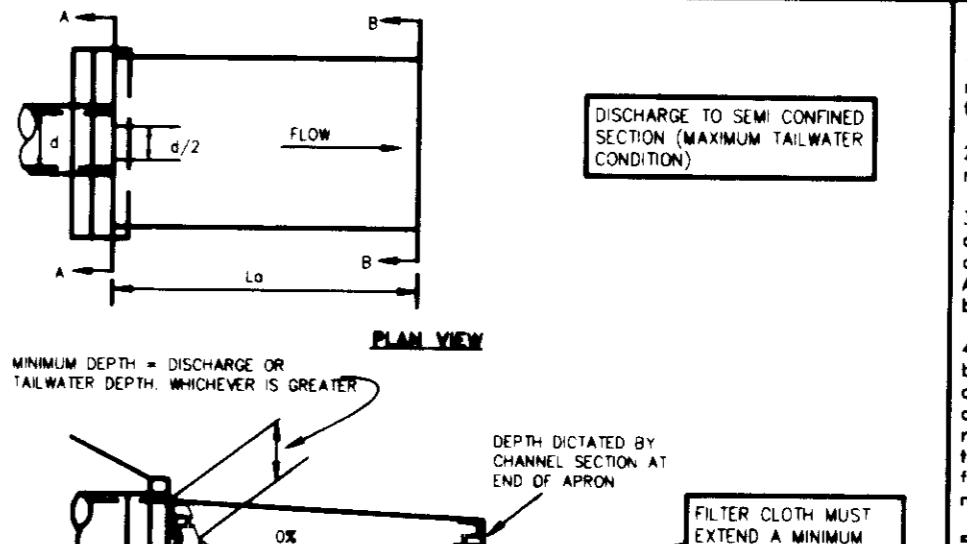 A
B
d
d/2
FLOW
DISCHARGE TO SEMI CONFINED
SECTION (MAXIMUM TAILWATER
CONDITION)
A
B
La
PLAN VIEW
MINIMUM DEPTH = DISCHARGE OR
TAILWATER DEPTH, WHICHEVER IS GREATER
DEPTH DICTATED BY
CHANNEL SECTION AT
END OF APRON
0%
FILTER CLOTH MUST
EXTEND A MINIMUM